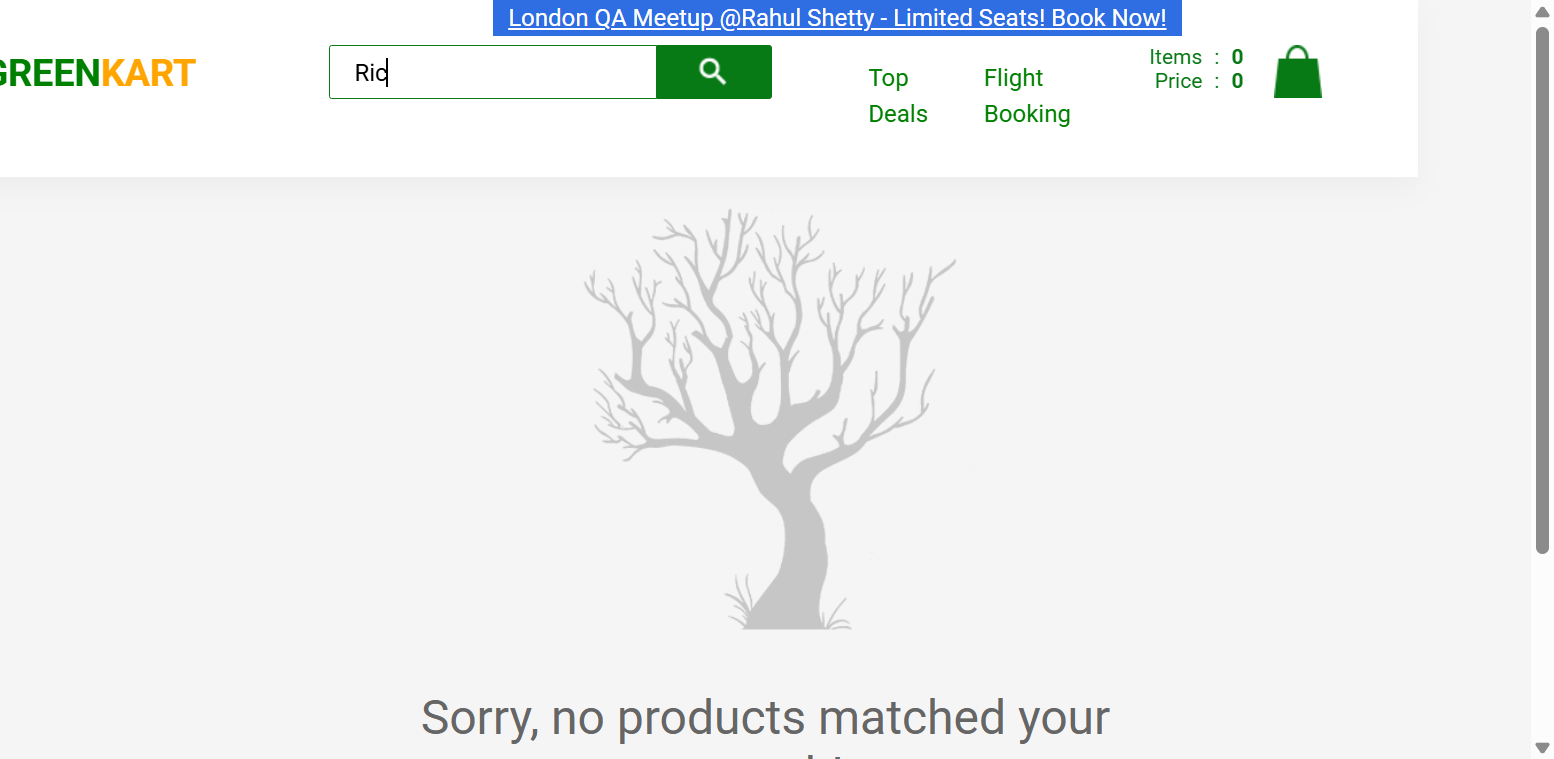 London QA Meetup @Rahul Shetty - Limited Seats! Book Now!
GREENKART
Ric
Top
Deals
Flight
Booking
Items : 0
Price : 0
Sorry, no products matched your